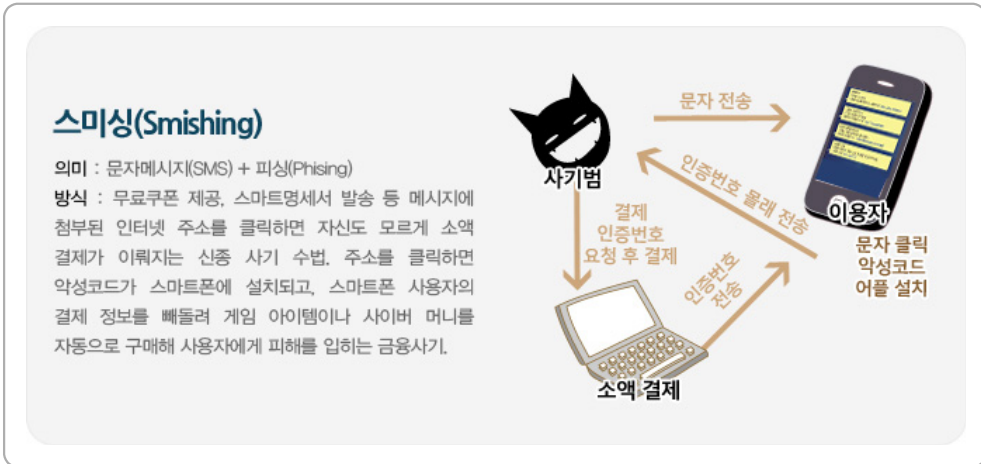 스미싱(Smishing)
의미 : 문자메시지(SMS) + 피싱(Phising)
방식 : 무료쿠폰 제공, 스마트명세서 발송 등 메시지에
첨부된 인터넷 주소를 클릭하면 자신도 모르게 소액
결제가 이뤄지는 신종 사기 수법. 주소를 클릭하면
악성코드가 스마트폰에 설치되고, 스마트폰 사용자의
결제 정보를 빼돌려 게임 아이템이나 사이버 머니를
자동으로 구매해 사용자에게 피해를 입히는 금융사기.
문자 전송
사기범
인증번호 몰래 전송
이용자
문자 클릭
악성코드
어플 설치
결제
인증번호
요청 후 결제
인증번호
전송
소액 결제